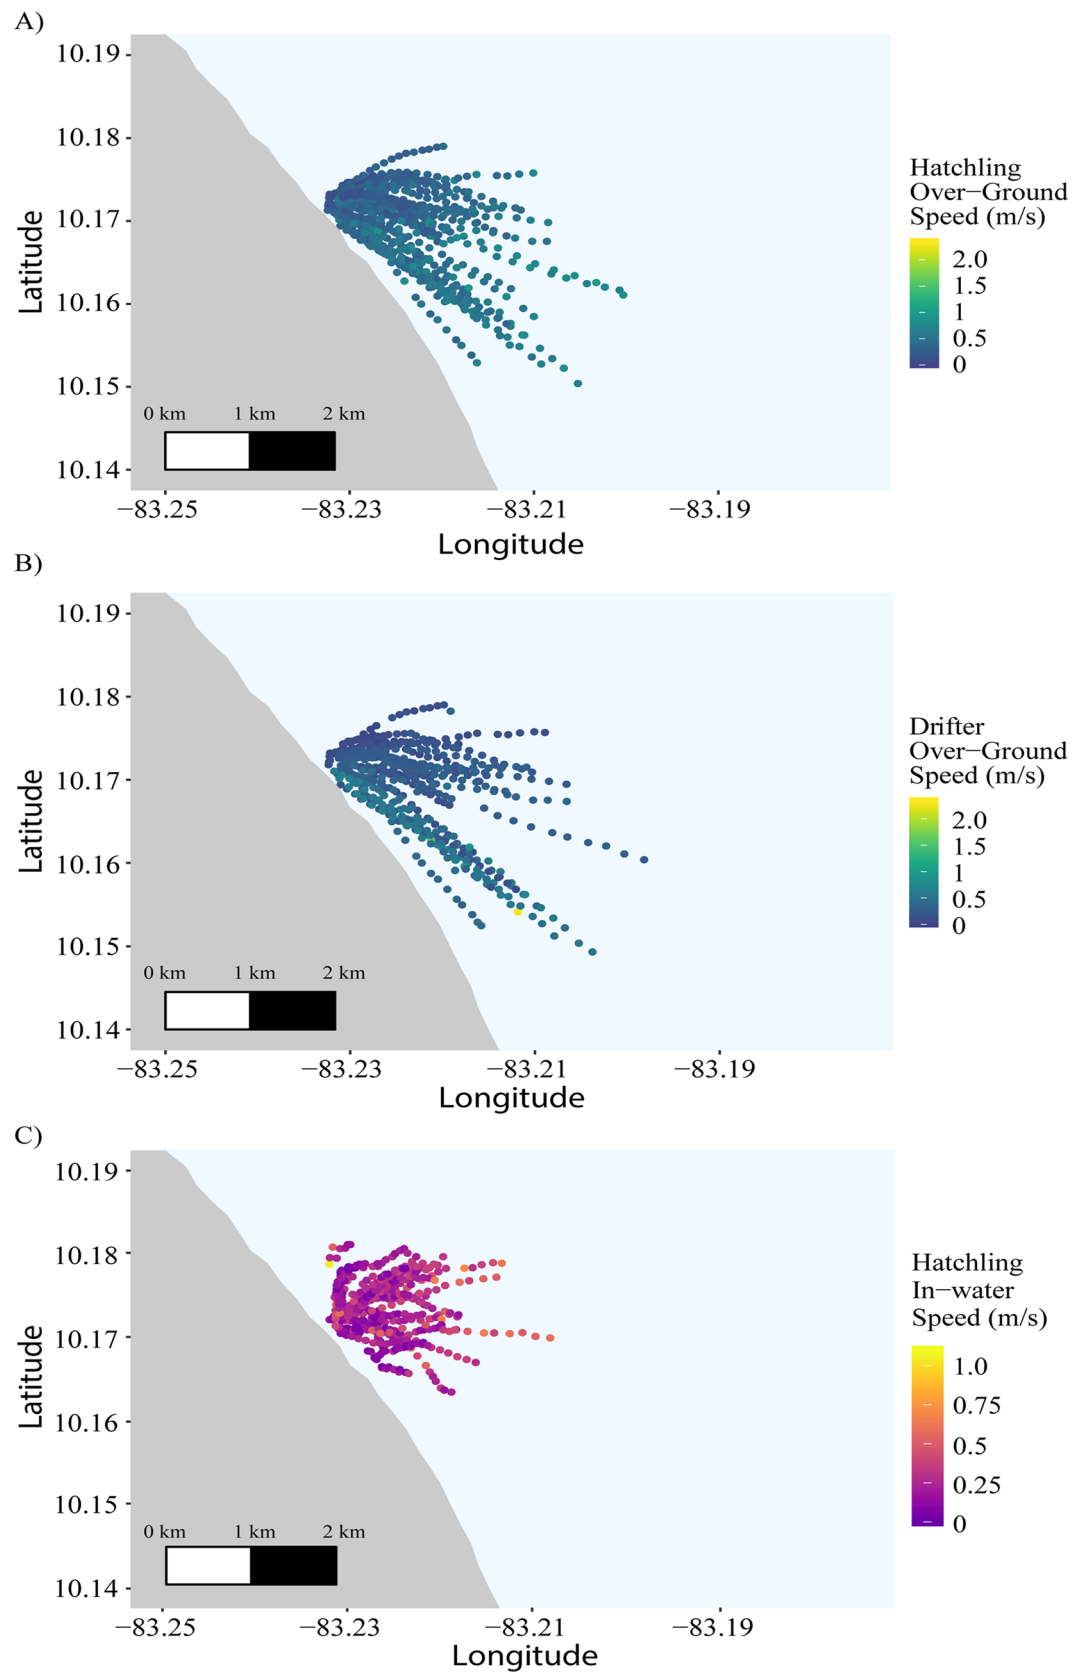 A)
10.19
10.18
10.17
10.16
10.15
10.14
Latitude
0 km 1 km 2 km
−83.25 −83.23 −83.21 −83.19
Longitude
Hatchling
Over−Ground
Speed (m/s)
2.0
1.5
1
0.5
0
B)
10.19
10.18
10.17
10.16
10.15
10.14
Latitude
0 km 1 km 2 km
−83.25 −83.23 −83.21 −83.19
Longitude
Drifter
Over−Ground
Speed (m/s)
2.0
1.5
1
0.5
0
C)
10.19
10.18
10.17
10.16
10.15
10.14
Latitude
0 km 1 km 2 km
−83.25 −83.23 −83.21 −83.19
Longitude
Hatchling
In−water
Speed (m/s)
1.0
0.75
0.5
0.25
0